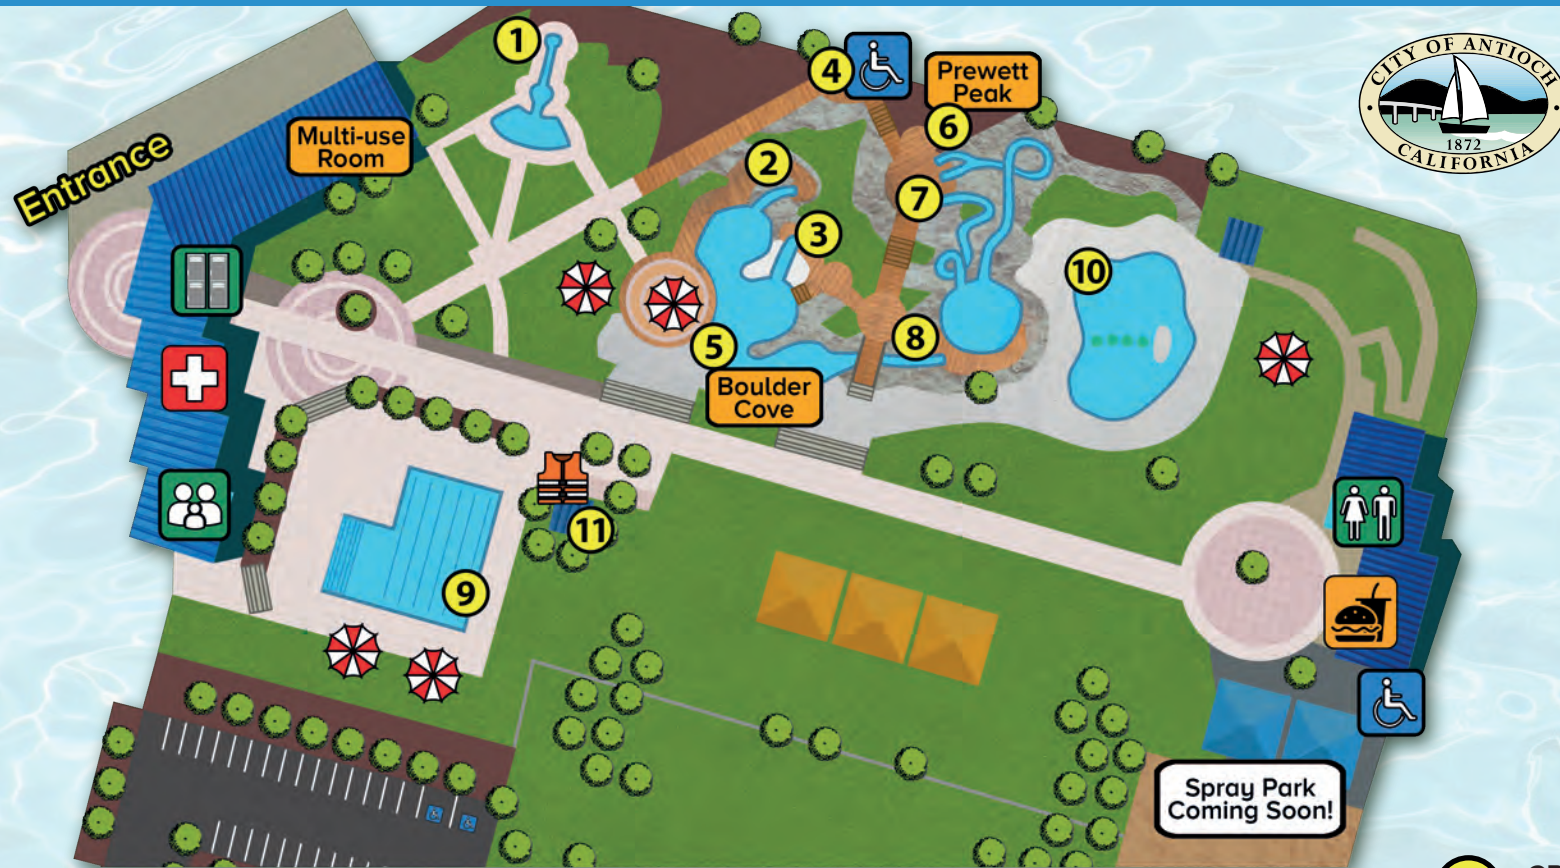 CITY OF ANTIOCH
1872
CALIFORNIA
1
4
Prewett
Peak
6
Entrance
Multi-use
Room
2
7
3
10
5
8
Boulder
Cove
11
9
Spray Park
Coming Soon!